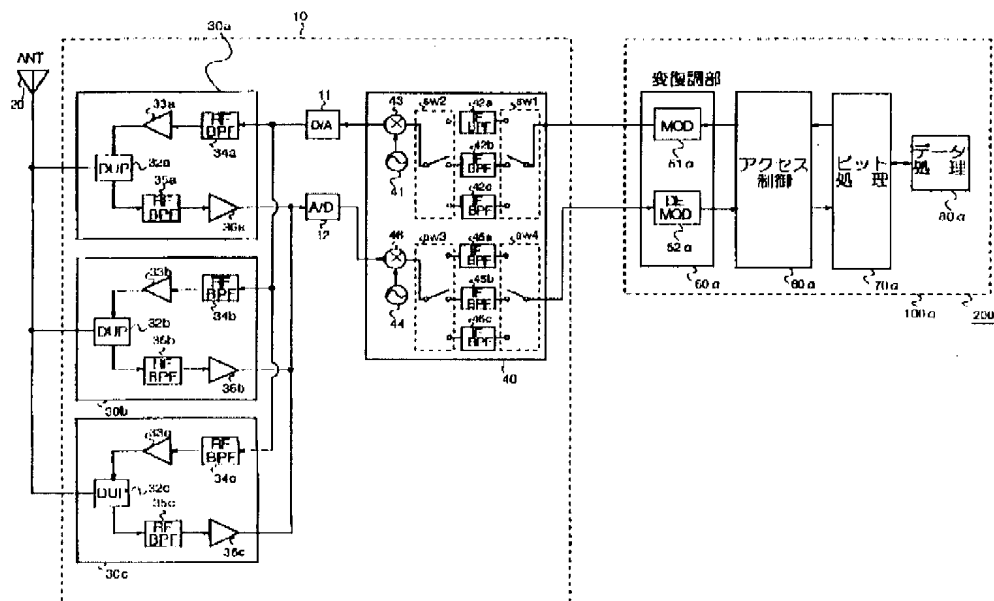 10
30a
ANT
20
33a
RF
BPF
34a
DUP
32a
35a
RF
BPF
36a
11
D/A
A/D
12
43
41
sw2
42a
IF
BPF
42b
IF
BPF
42c
IF
BPF
sw1
46
44
sw3
45a
IF
BPF
45b
IF
BPF
45c
IF
BPF
sw4
40
33b
RF
BPF
34b
DUP
32b
35b
RF
BPF
36b
30b
33c
RF
BPF
34c
DUP
32c
35c
RF
BPF
36c
30c
変復調部
MOD
51a
DE
MOD
52a
アクセス
制御
60a
ビット
処理
70a
データ
処理
80a
100a
200